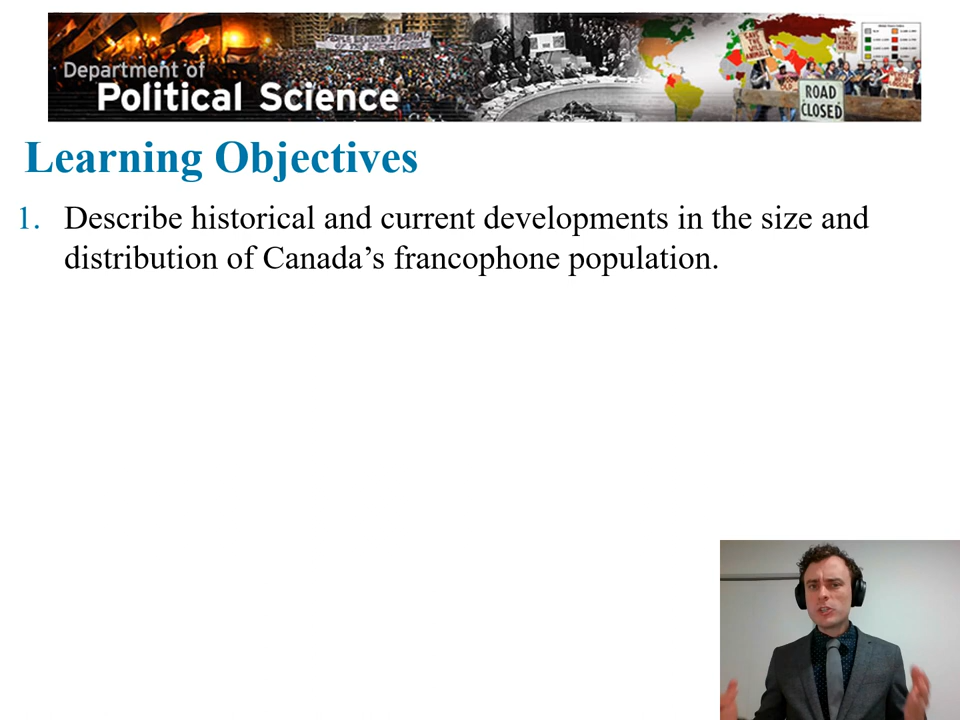 Department of
Political Science
ROAD
CLOSED
Learning Objectives
1. Describe historical and current developments in the size and
distribution of Canada’s francophone population.